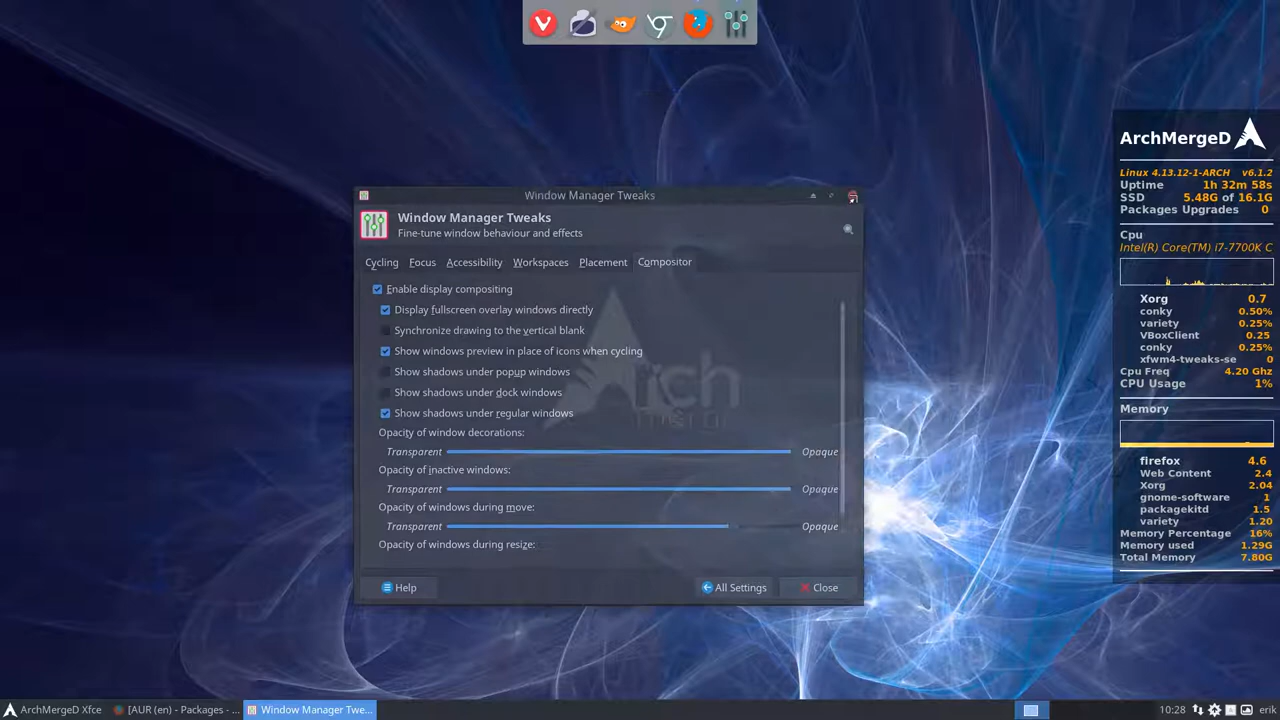 Window Manager Tweaks
Window Manager Tweaks
Fine-tune window behaviour and effects
Cycling Focus Accessibility Workspaces Placement Compositor
Enable display compositing
Display fullscreen overlay windows directly
Synchronize drawing to the vertical blank
Show windows preview in place of icons when cycling
Show shadows under popup windows
Show shadows under dock windows
Show shadows under regular windows
Opacity of window decorations:
Transparent Opaque
Opacity of inactive windows:
Transparent Opaque
Opacity of windows during move:
Transparent Opaque
Opacity of windows during resize:
Help All Settings Close
Arch
ArchMergeD
Linux 4.13.12-1-ARCH v6.1.2
Uptime 1h 32m 58s
SSD 5.48G of 16.1G
Packages Upgrades 0
Cpu
Intel(R) Core(TM) i7-7700K C
Xorg 0.7
conky 0.50%
variety 0.25%
VBoxClient 0.25
conky 0.25%
xfwm4-tweaks-se 0
Cpu Freq 4.20 Ghz
CPU Usage 1%
Memory
firefox 4.6
Web Content 2.4
Xorg 2.04
gnome-software 1
packagekitd 1.5
variety 1.20
Memory Percentage 16%
Memory used 1.29G
Total Memory 7.80G
ArchMergeD Xfce [AUR (en) - Packages - ... Window Manager Twe... 10:28 erik